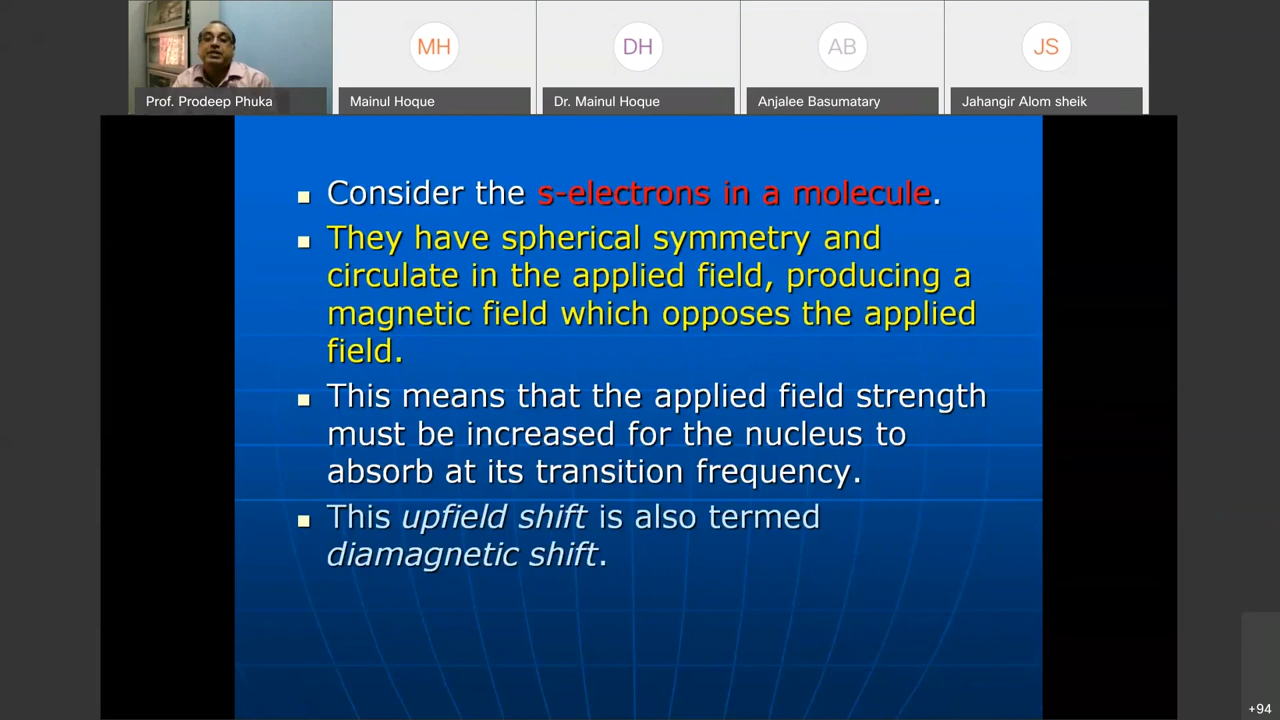 MH
DH
AB
JS
Prof. Prodeep Phuka
Mainul Hoque
Dr. Mainul Hoque
Anjalee Basumatary
Jahangir Alom sheik
Consider the s-electrons in a molecule.
They have spherical symmetry and
circulate in the applied field, producing a
magnetic field which opposes the applied
field.
This means that the applied field strength
must be increased for the nucleus to
absorb at its transition frequency.
This upfield shift is also termed
diamagnetic shift.
+94